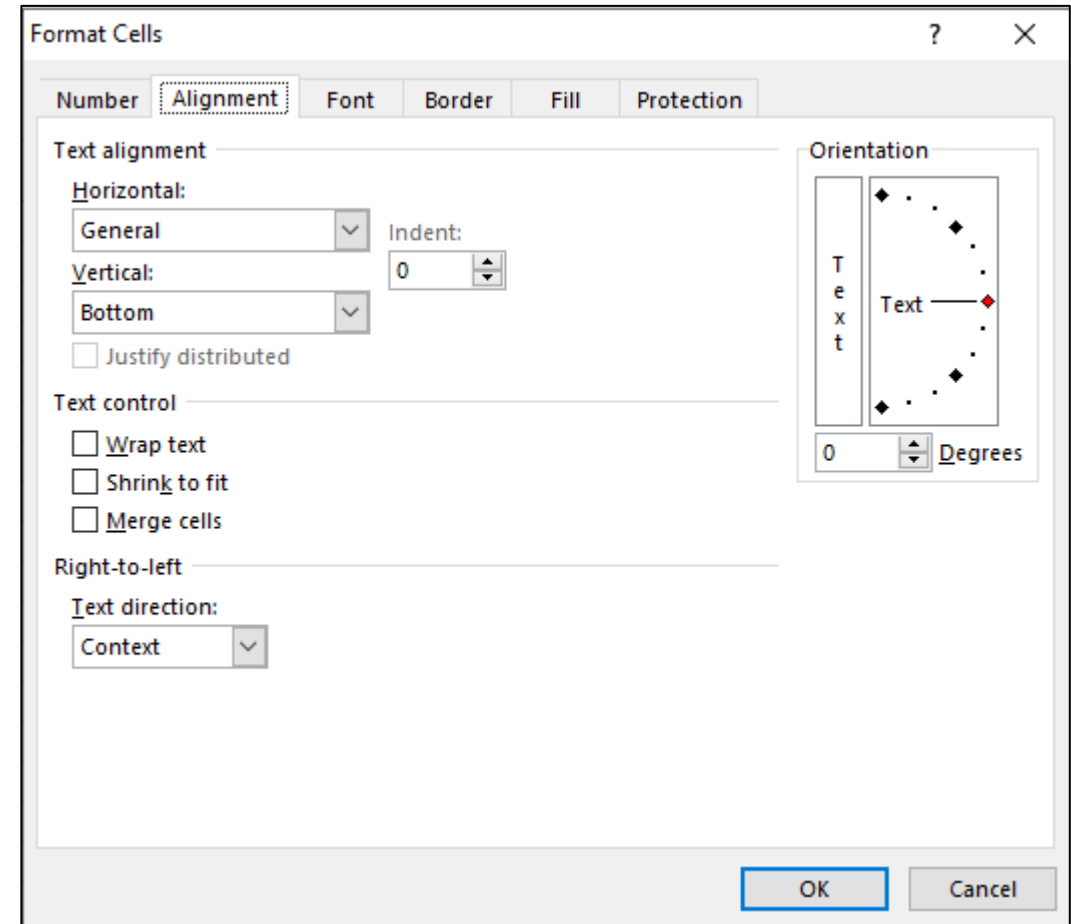 Format Cells ?
Number Alignment Font Border Fill Protection
Text alignment
Horizontal:
General
Indent:
0
Vertical:
Bottom
Justify distributed
Text control
Wrap text
Shrink to fit
Merge cells
Right-to-left
Text direction:
Context
Orientation
T
e
x
t
Text
0 Degrees
OK Cancel